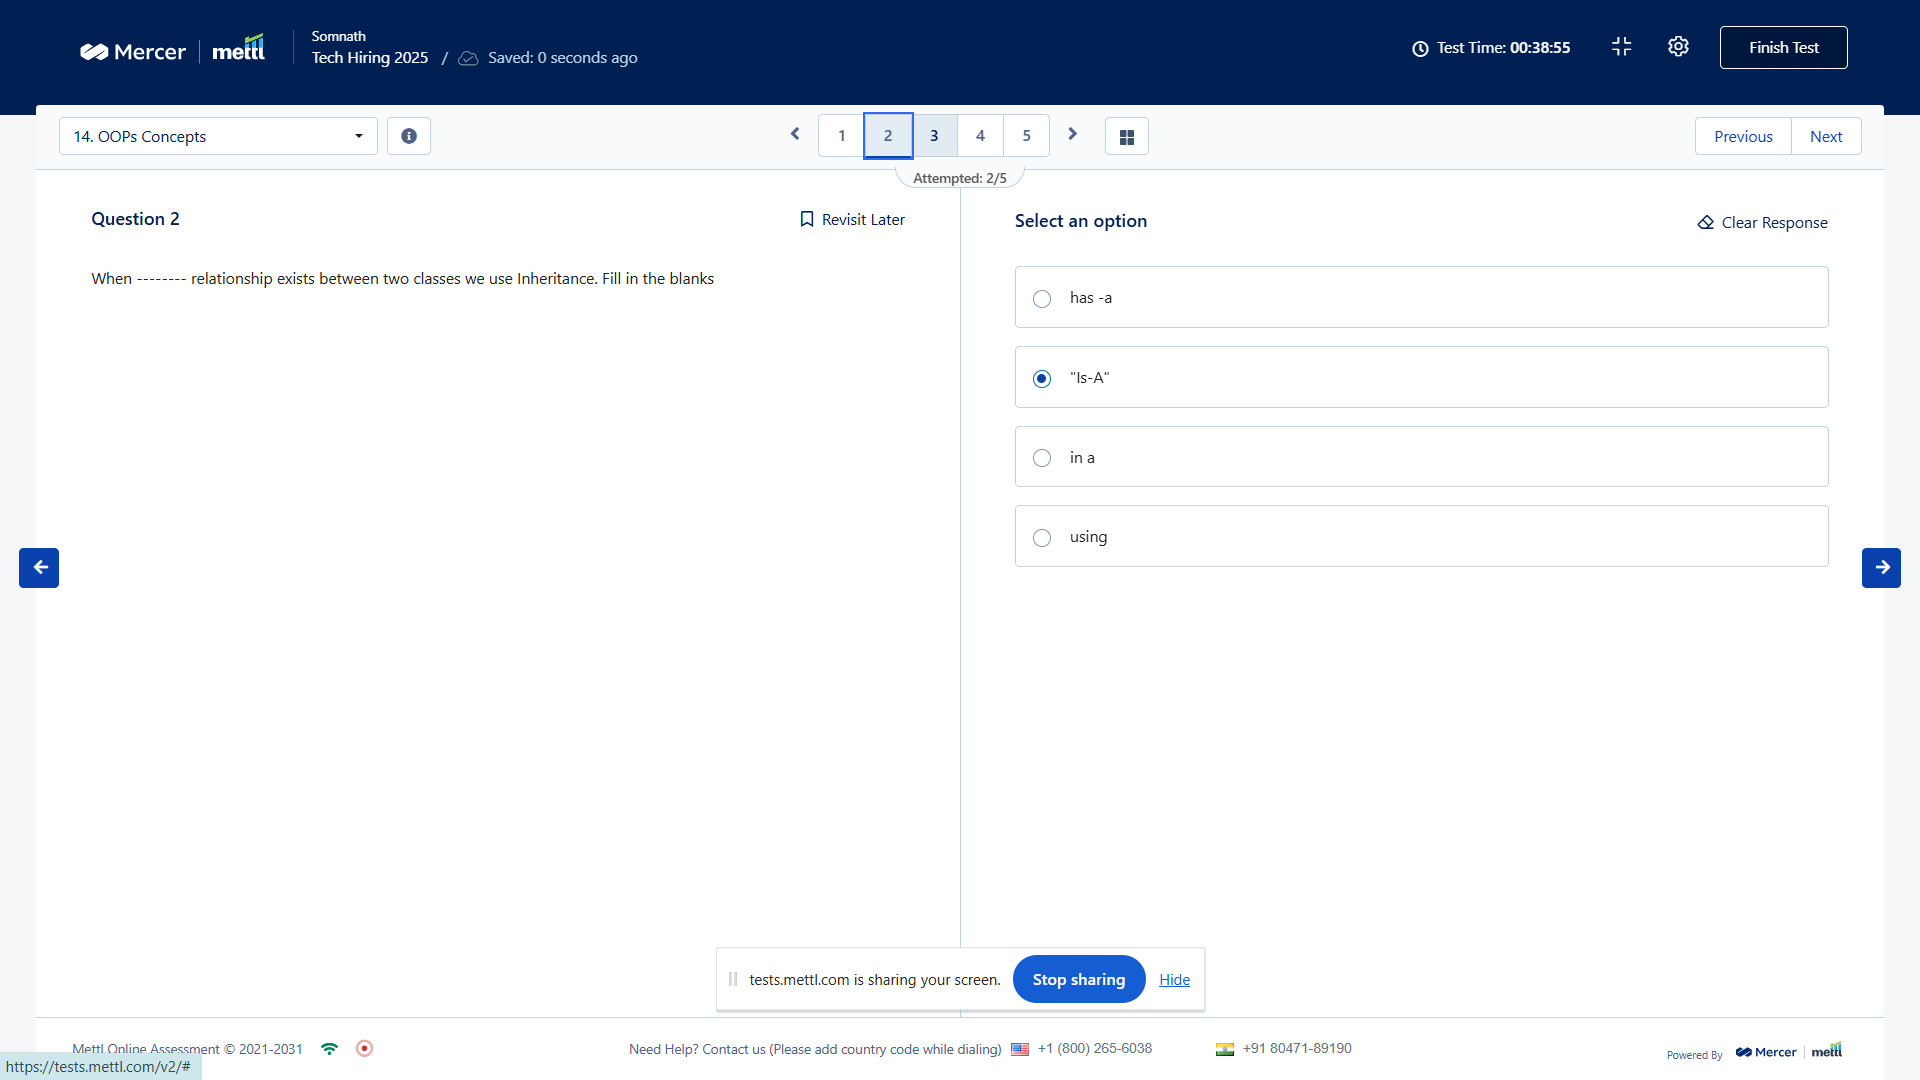 Mercer | mettl
Somnath
Tech Hiring 2025 / Saved: 0 seconds ago
Test Time: 00:38:55
Finish Test
14. OOPs Concepts
1 2 3 4 5
Previous
Next
Attempted: 2/5
Question 2
Revisit Later
When -------- relationship exists between two classes we use Inheritance. Fill in the blanks
Select an option
Clear Response
has -a
"Is-A"
in a
using
tests.mettl.com is sharing your screen.
Stop sharing
Hide
Mettl Online Assessment © 2021-2031
Need Help? Contact us (Please add country code while dialing)
+1 (800) 265-6038
+91 80471-89190
Powered By
Mercer | mettl
https://tests.mettl.com/v2/#